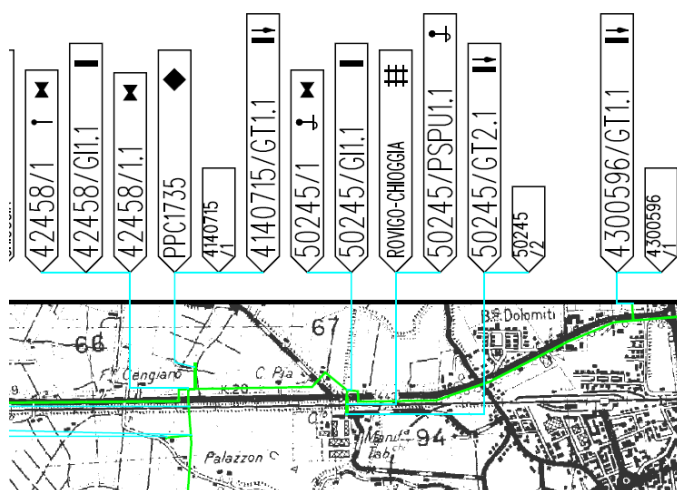 42458/1
42458/GI1.1
42458/1.1
PPC1735
4140715
/1
4140715/GT1.1
50245/1
50245/GI1.1
ROVIGO-CHIOGGIA
50245/PSPU1.1
50245/GT2.1
50245
/2
4300596/GT1.1
4300596
/1
66
67
B.
Dolomiti
Cengiaro
C. Pia
94
Palazzon
Tab.